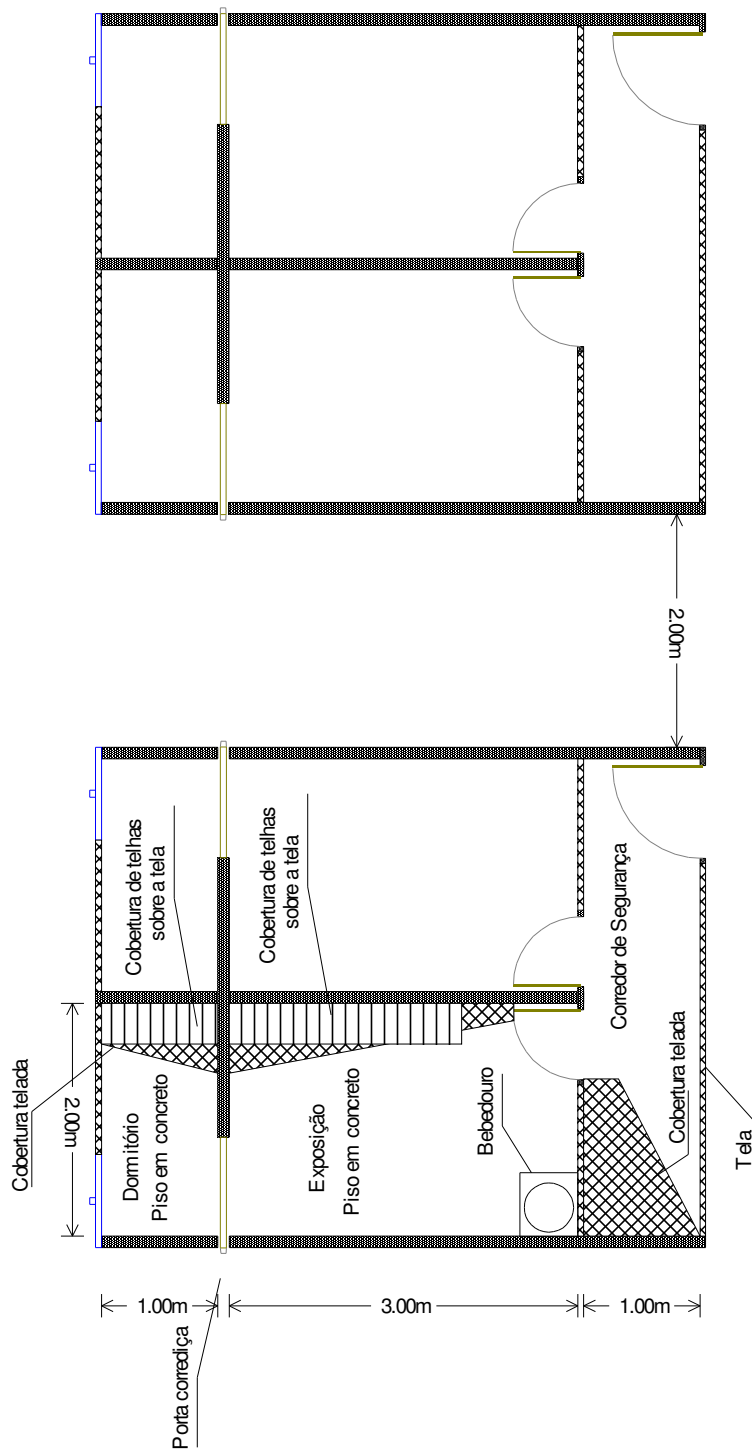 2.00m
Cobertura de telhas
sobre a tela
Cobertura de telhas
sobre a tela
Corredor de Segurança
Cobertura telada
2.00m
Dormitório
Piso em concreto
Exposição
Piso em concreto
Bebedouro
Cobertura telada
Tela
1.00m
3.00m
1.00m
Porta corrediça